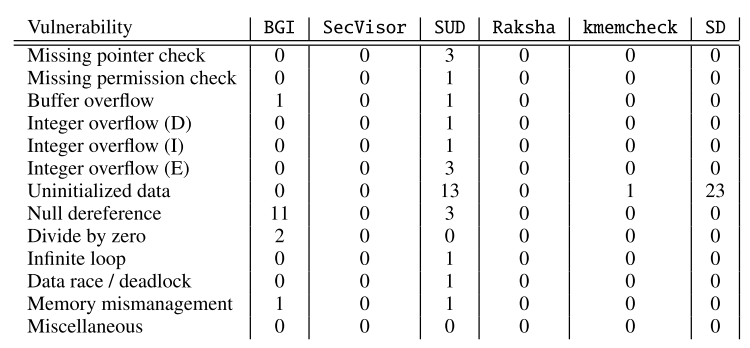 Vulnerability BGI SecVisor SUD Raksha kmemcheck SD
Missing pointer check 0 0 3 0 0 0
Missing permission check 0 0 1 0 0 0
Buffer overflow 1 0 1 0 0 0
Integer overflow (D) 0 0 1 0 0 0
Integer overflow (I) 0 0 1 0 0 0
Integer overflow (E) 0 0 3 0 0 0
Uninitialized data 0 0 13 0 1 23
Null dereference 11 0 3 0 0 0
Divide by zero 2 0 0 0 0 0
Infinite loop 0 0 1 0 0 0
Data race / deadlock 0 0 1 0 0 0
Memory mismanagement 1 0 1 0 0 0
Miscellaneous 0 0 0 0 0 0